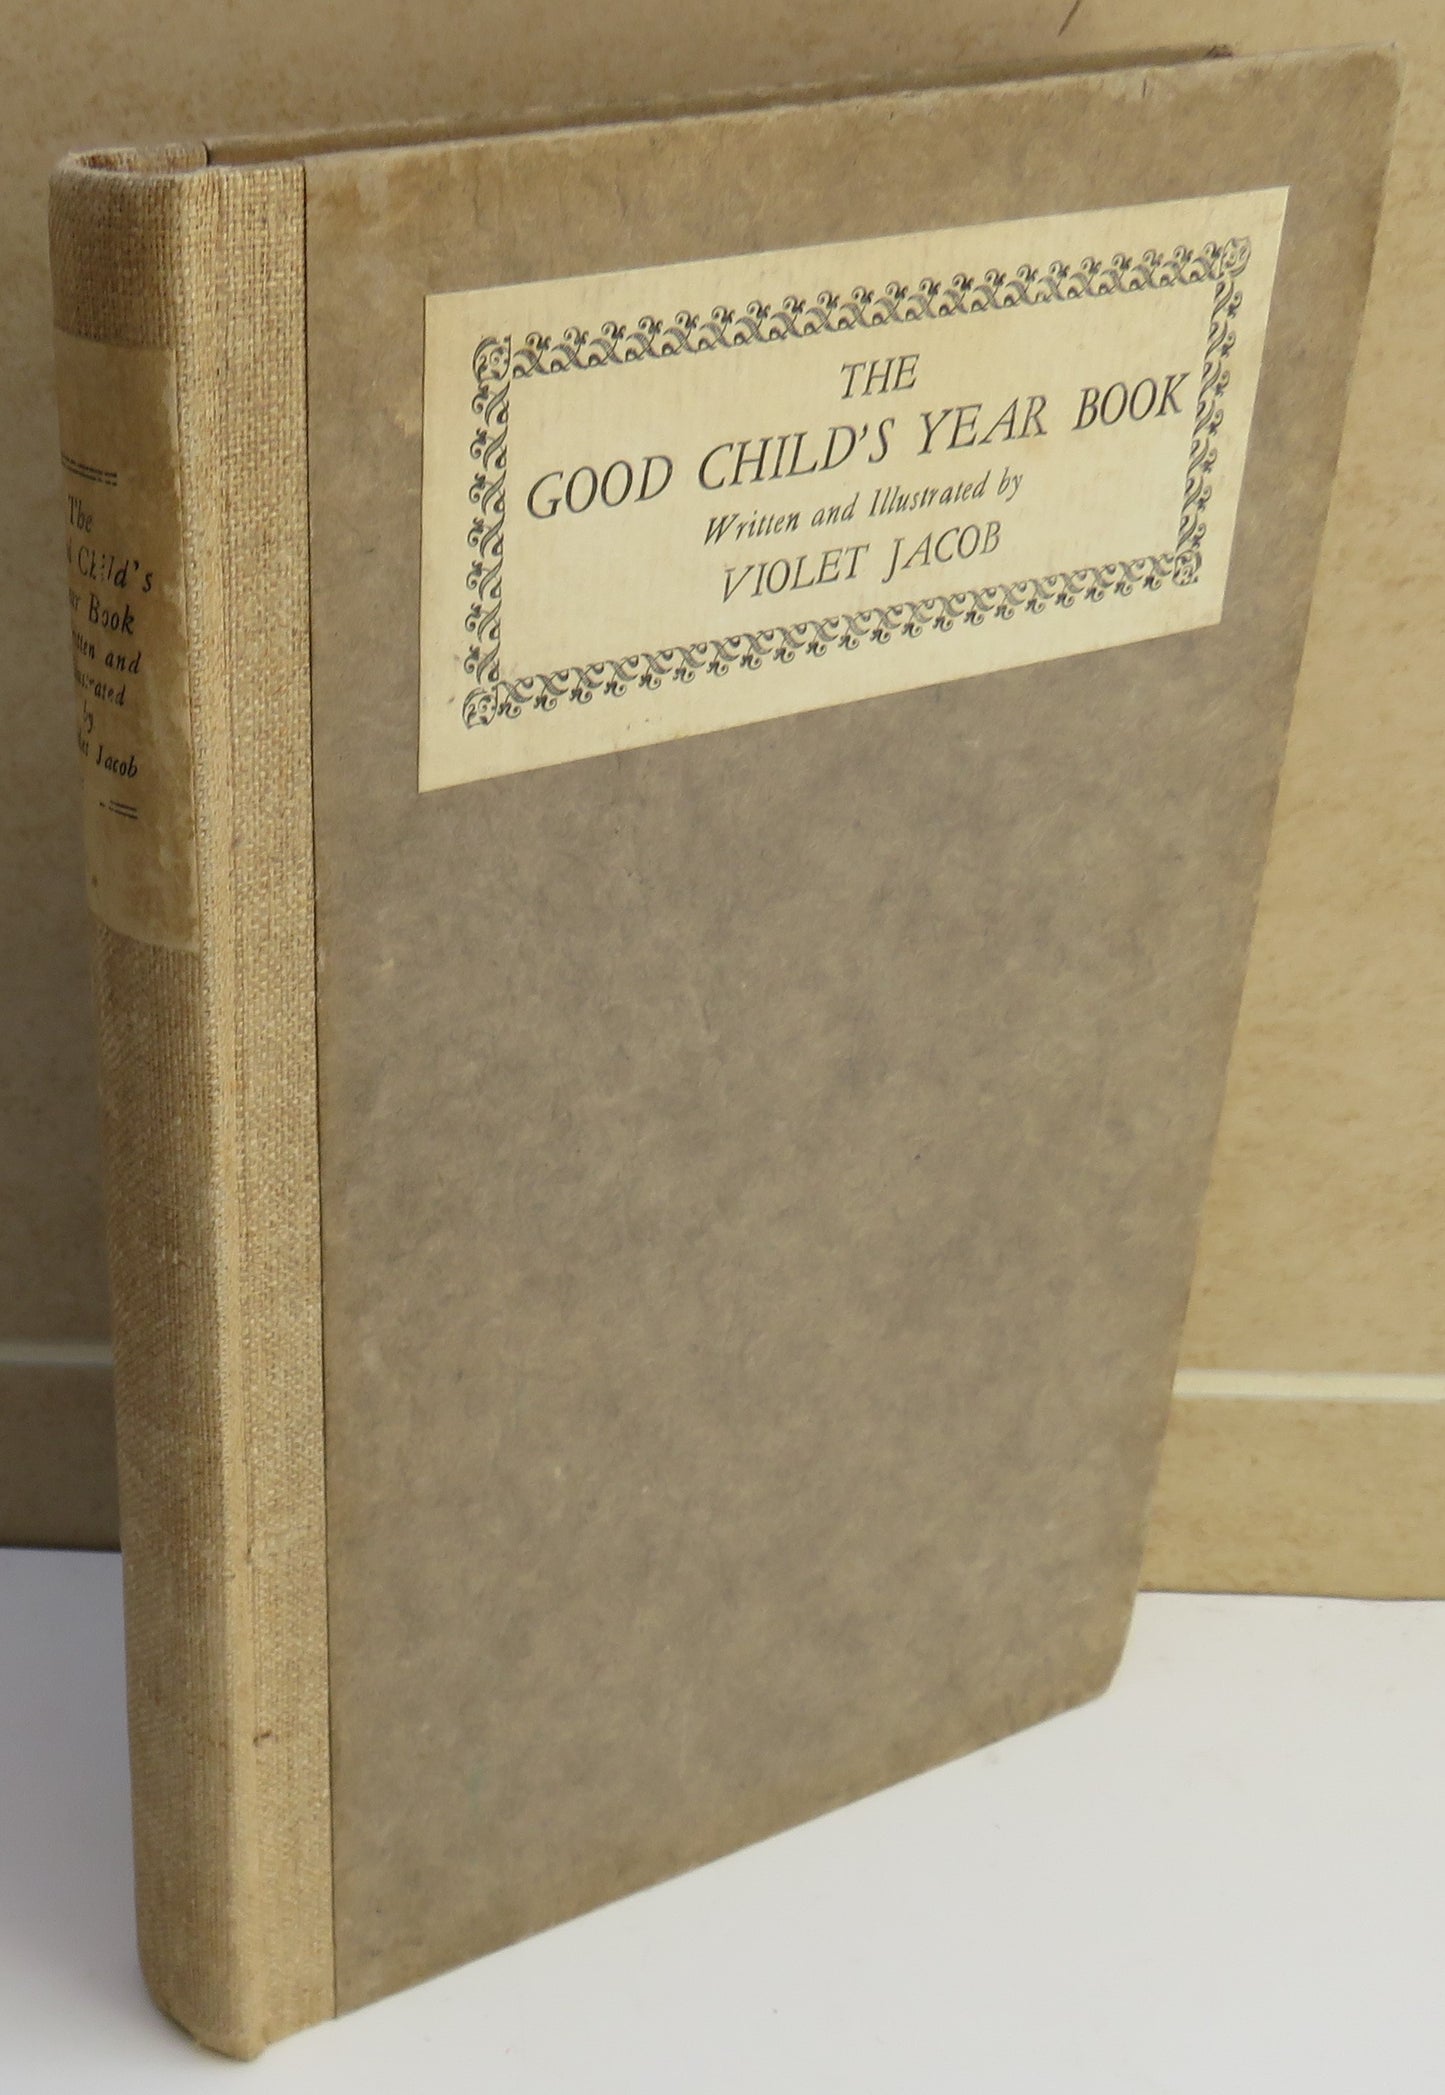 THE
GOOD CHILD'S YEAR BOOK
Written and Illustrated by
VIOLET JACOB
The
Child's
Book
and
by
Jacob